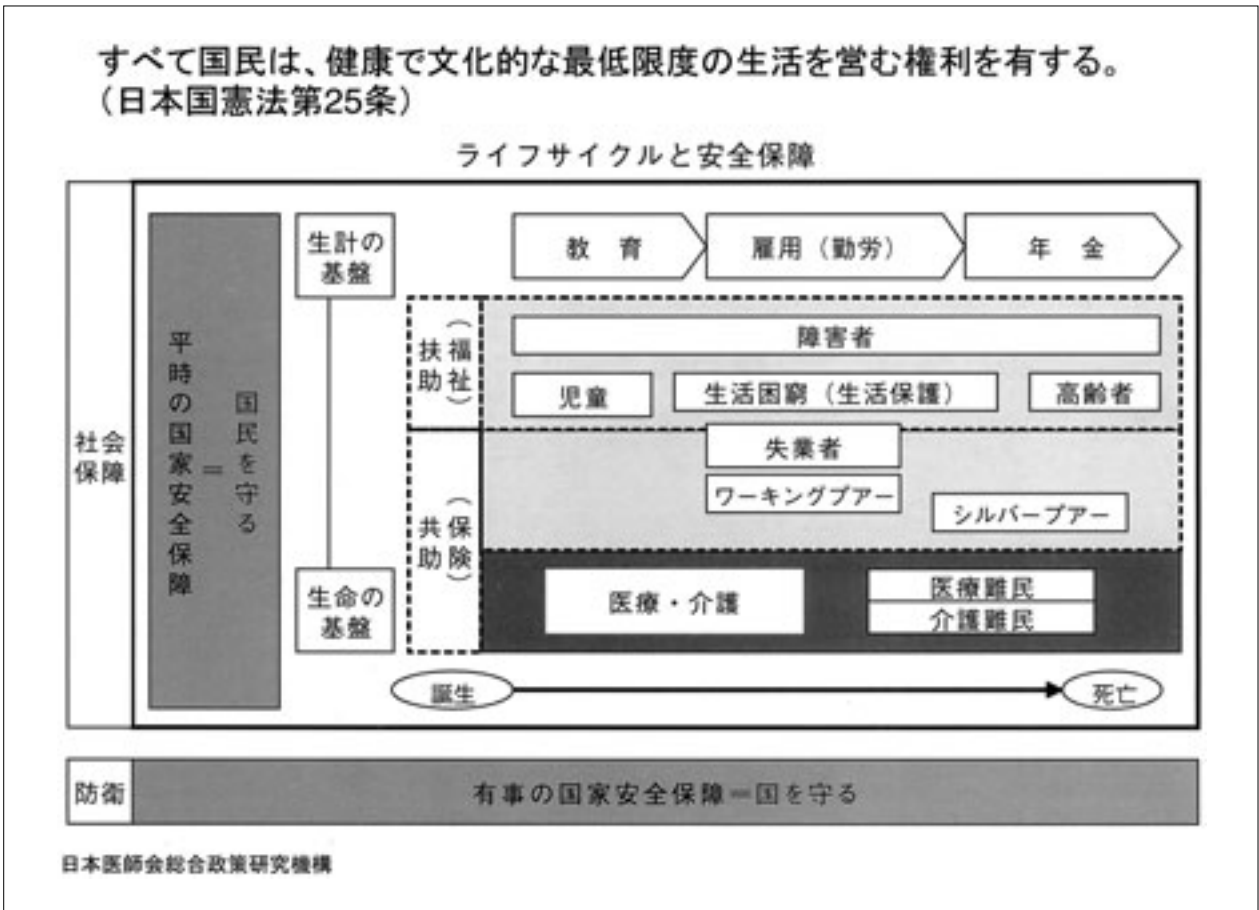 すべて国民は、健康で文化的な最低限度の生活を営む権利を有する。
（日本国憲法第25条）
ライフサイクルと安全保障
社会
保障
平時の国家安全保障
＝
国民を守る
生計の
基盤
生命の
基盤
教育
雇用（勤労）
年金
扶助
（福祉）
障害者
児童
生活困窮（生活保護）
高齢者
共助
（保険）
失業者
ワーキングプアー
シルバープアー
医療・介護
医療難民
介護難民
誕生
死亡
防衛
有事の国家安全保障＝国を守る
日本医師会総合政策研究機構